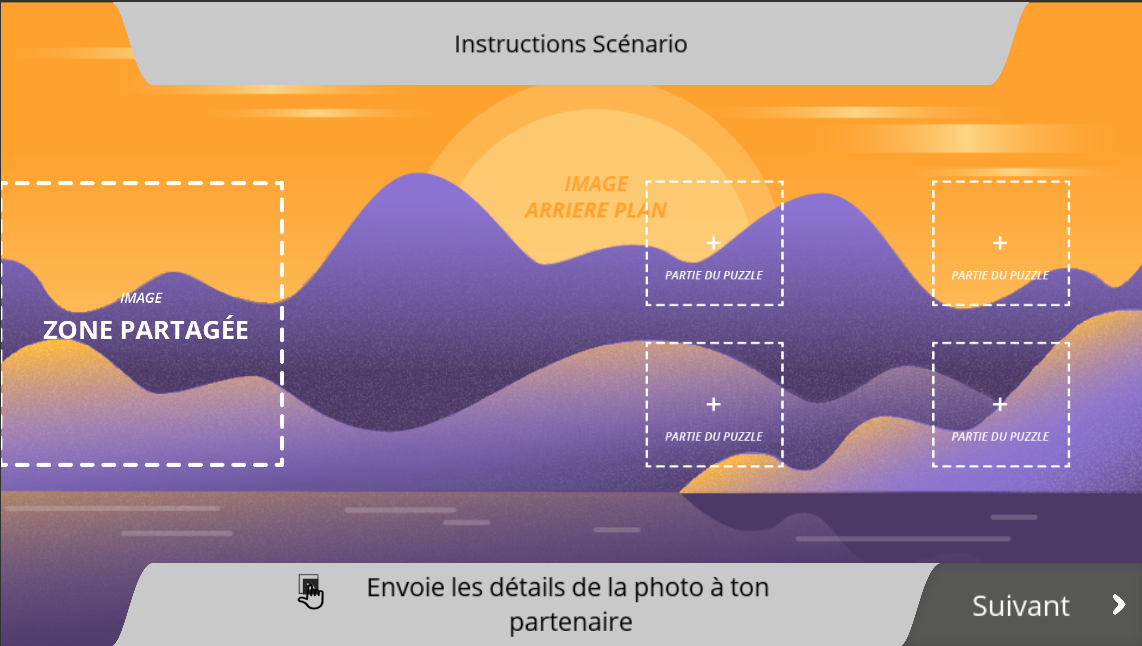 Instructions Scénario
IMAGE
ARRIERE PLAN
IMAGE
ZONE PARTAGÉE
+
PARTIE DU PUZZLE
+
PARTIE DU PUZZLE
+
PARTIE DU PUZZLE
+
PARTIE DU PUZZLE
Envoie les détails de la photo à ton
partenaire
Suivant